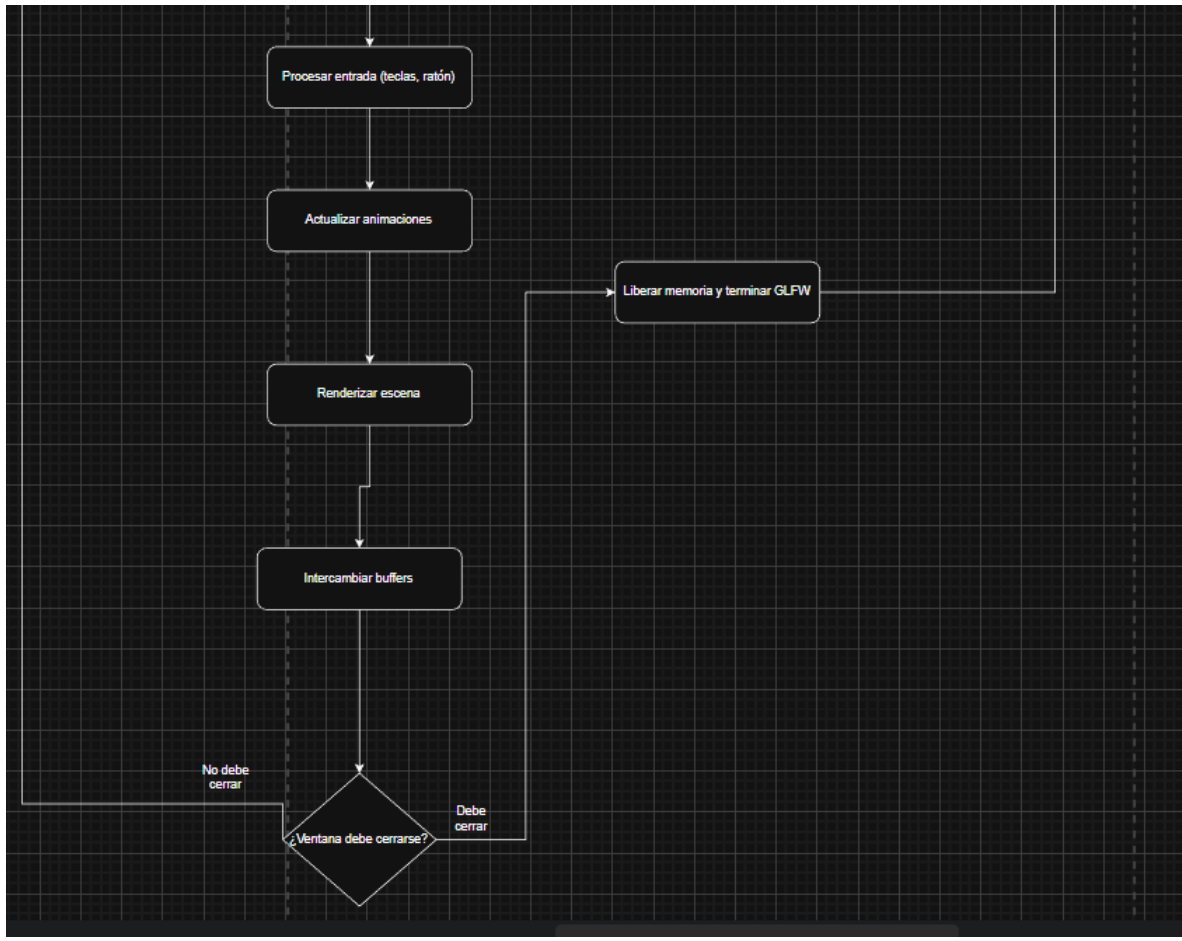 Procesar entrada (teclas, ratón)
Actualizar animaciones
Liberar memoria y terminar GLFW
Renderizar escena
Intercambiar buffers
No debe
cerrar
Debe
cerrar
¿Ventana debe cerrarse?